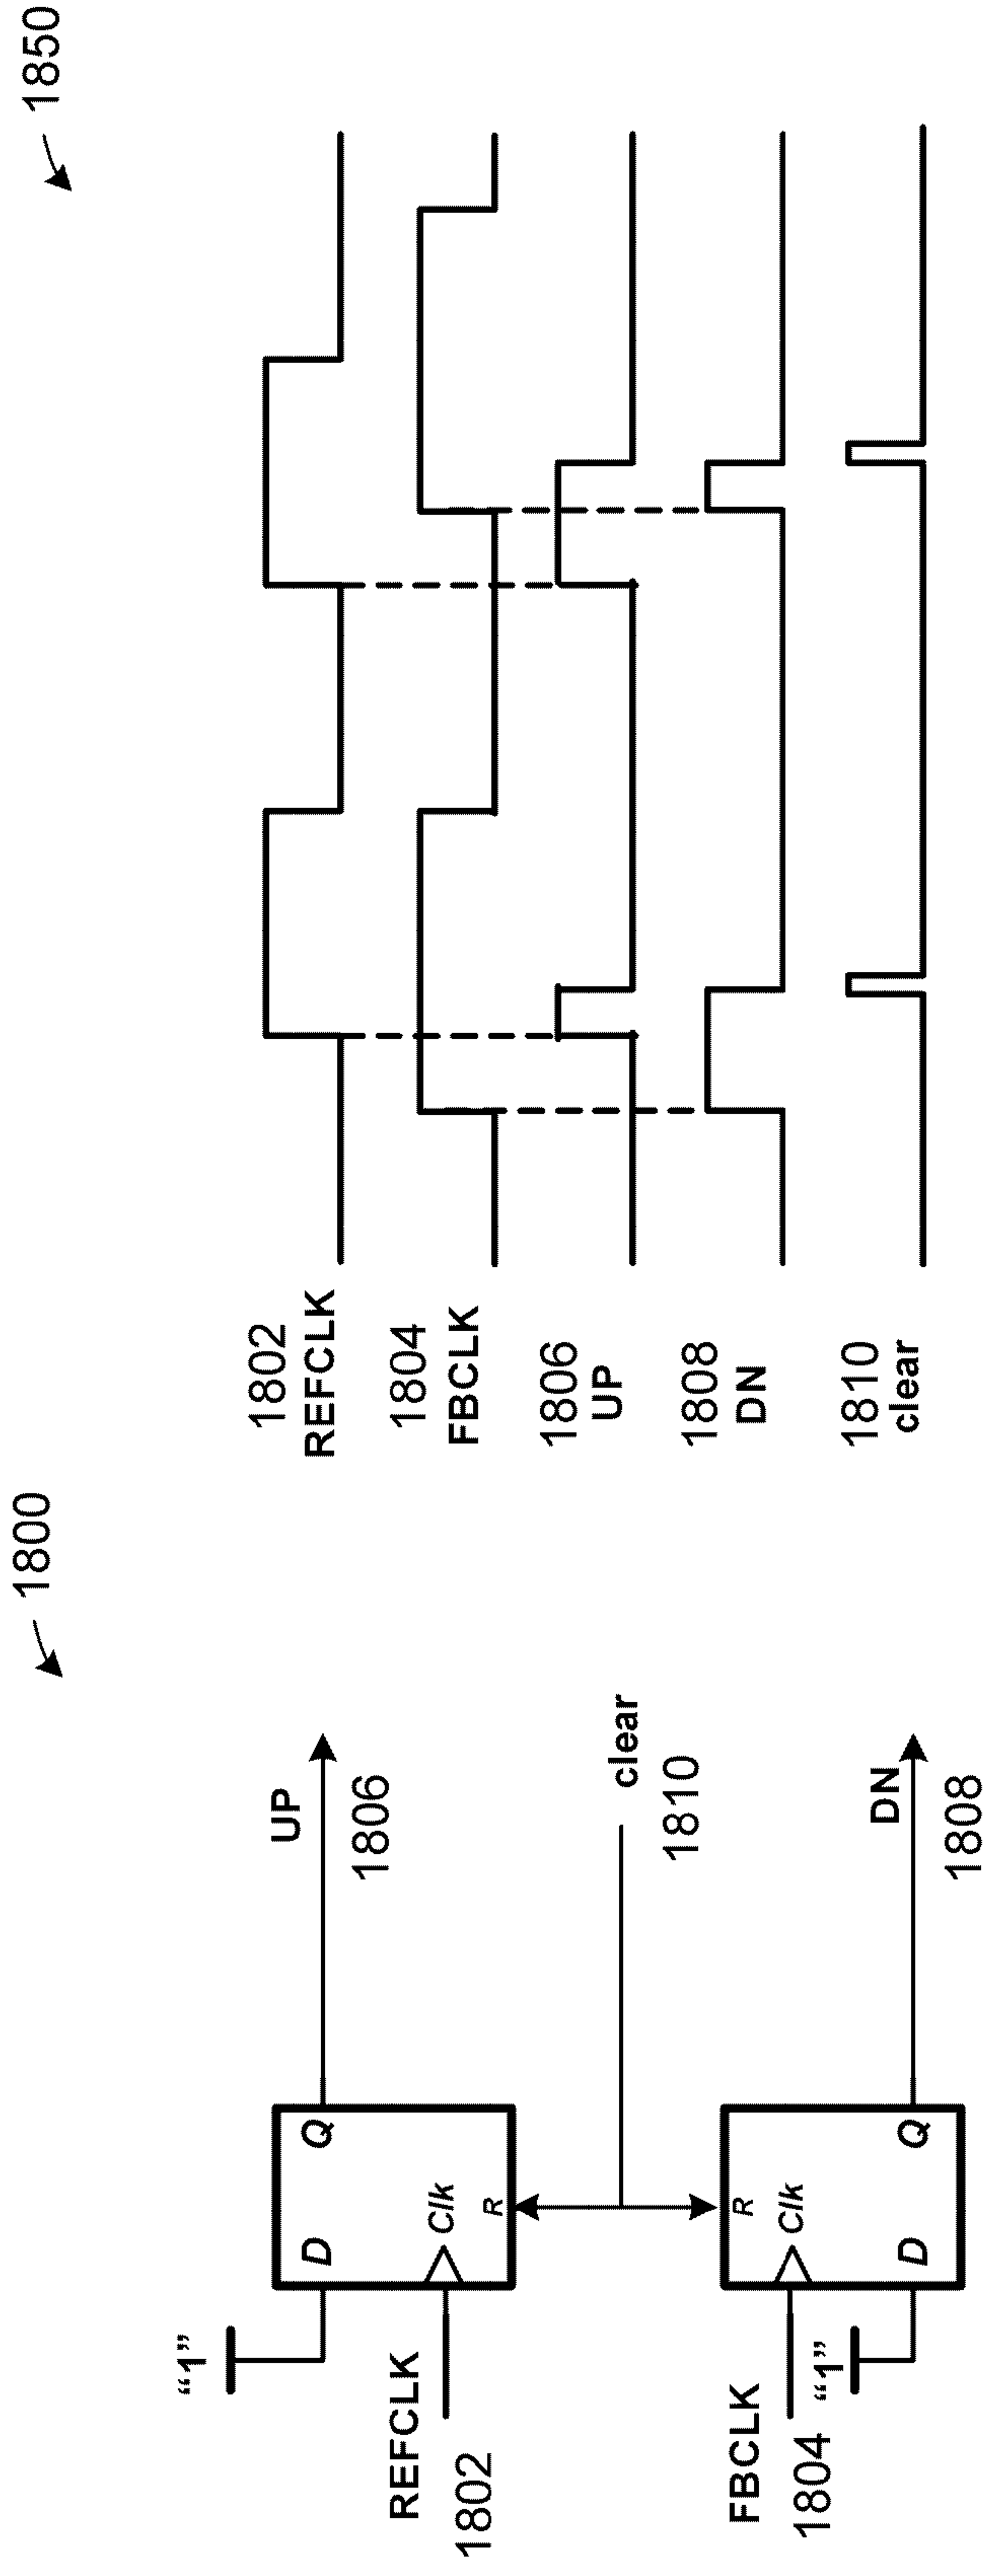 1800
"1"
D
Q
UP
1806
REFCLK
1802
Clk
R
clear
1810
R
FBCLK
1804
Clk
"1"
D
Q
DN
1808
1850
1802
REFCLK
1804
FBCLK
1806
UP
1808
DN
1810
clear